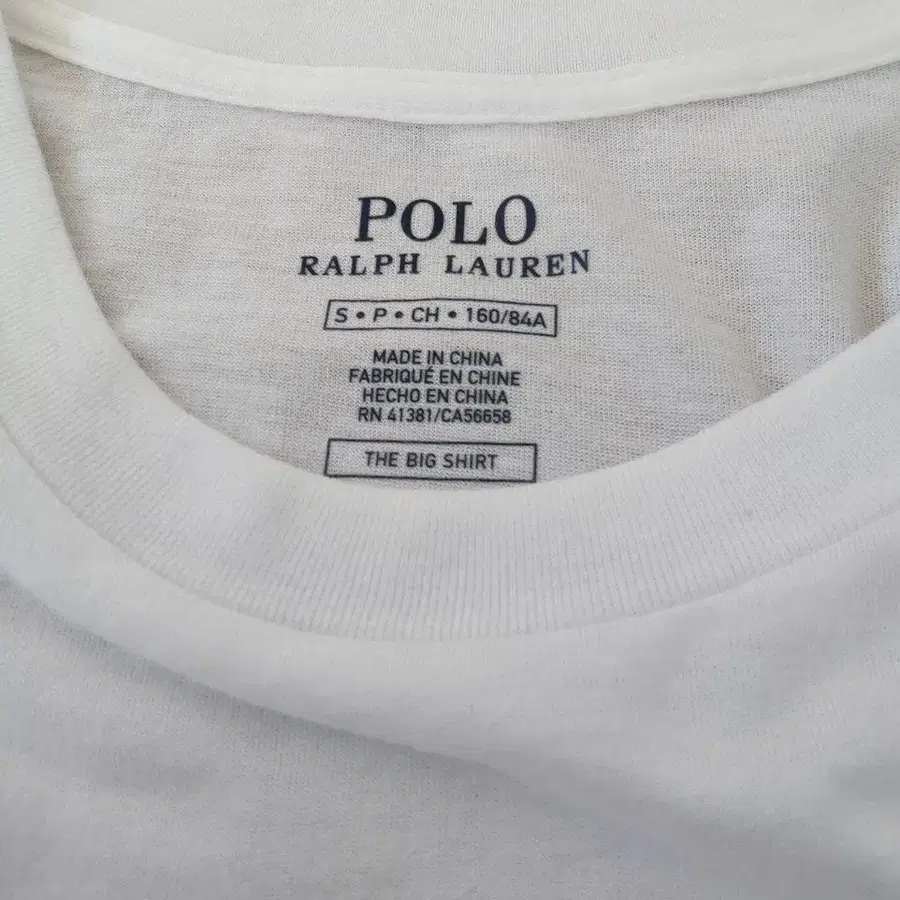 POLO
RALPH LAUREN
S • P • CH • 160/84A
MADE IN CHINA
FABRIQUÉ EN CHINE
HECHO EN CHINA
RN 41381/CA56658
THE BIG SHIRT